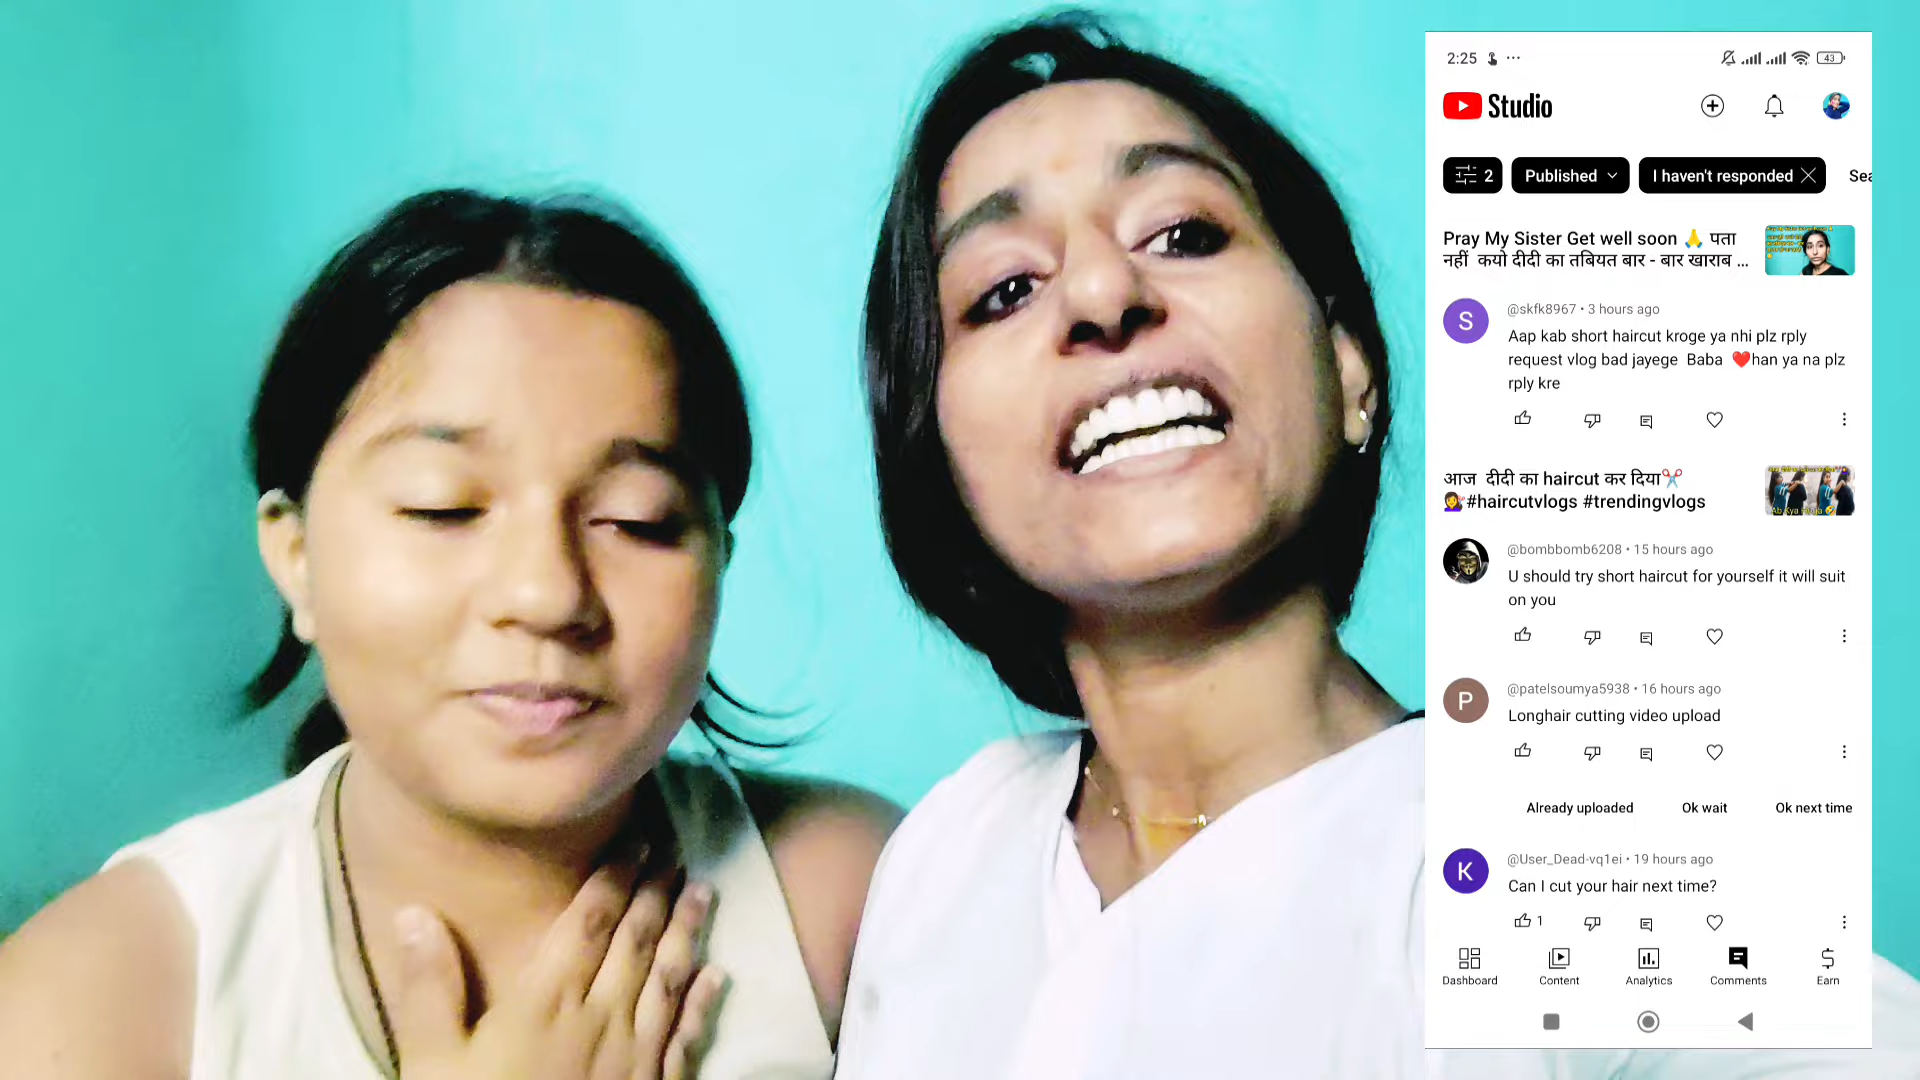 2:25
43
Studio
2
Published
I haven't responded
Sea
Pray My Sister Get well soon 🙏 पता
नहीं क्यो दीदी का तबियत बार - बार खाराब ...
@skfk8967 • 3 hours ago
S
Aap kab short haircut kroge ya nhi plz rply
request vlog bad jayege Baba ❤️han ya na plz
rply kre
आज दीदी का haircut कर दिया✂️
💇‍♀️#haircutvlogs #trendingvlogs
@bombbomb6208 • 15 hours ago
U should try short haircut for yourself it will suit
on you
@patelsoumya5938 • 16 hours ago
P
Longhair cutting video upload
Already uploaded
Ok wait
Ok next time
@User_Dead-vq1ei • 19 hours ago
K
Can I cut your hair next time?
1
Dashboard
Content
Analytics
Comments
Earn